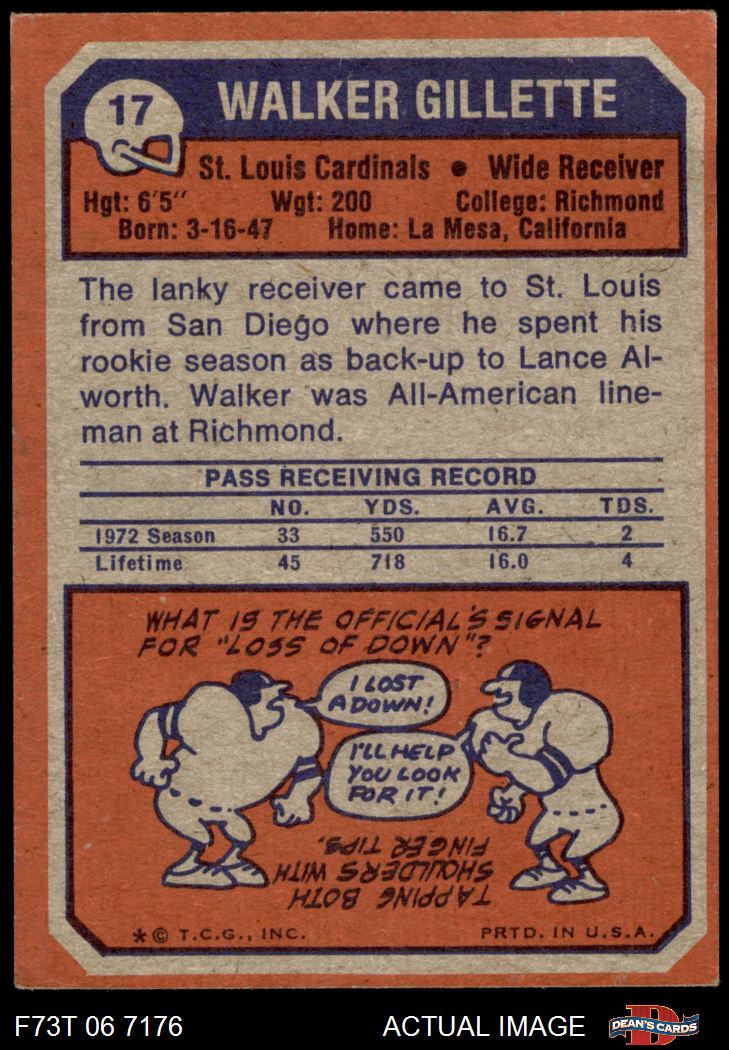 17
WALKER GILLETTE
St. Louis Cardinals • Wide Receiver
Hgt: 6'5" Wgt: 200 College: Richmond
Born: 3-16-47 Home: La Mesa, California
The lanky receiver came to St. Louis
from San Diego where he spent his
rookie season as back-up to Lance Al-
worth. Walker was All-American line-
man at Richmond.
PASS RECEIVING RECORD
NO. YDS. AVG. TDS.
1972 Season 33 550 16.7 2
Lifetime 45 718 16.0 4
WHAT IS THE OFFICIAL'S SIGNAL
FOR "LOSS OF DOWN"?
I LOST
A DOWN!
I'LL HELP
YOU LOOK
FOR IT!
TAPPING BOTH
SHOULDERS WITH
FINGER TIPS.
*© T.C.G., INC. PRTD. IN U.S.A.
F73T 06 7176 ACTUAL IMAGE
DEAN'S CARDS